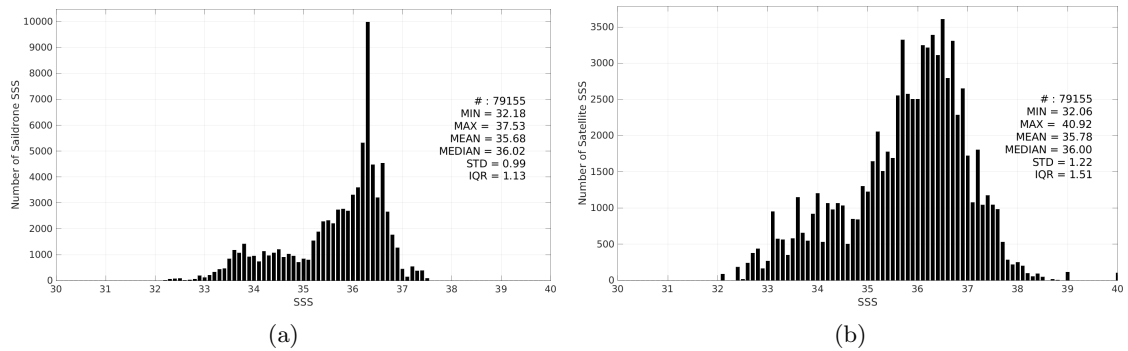 10000
9000
8000
7000
6000
5000
4000
3000
2000
1000
0
Number of Saildrone SSS
# : 79155
MIN = 32.18
MAX = 37.53
MEAN = 35.68
MEDIAN = 36.02
STD = 0.99
IQR = 1.13
30 31 32 33 34 35 36 37 38 39 40
SSS
(a)
3500
3000
2500
2000
1500
1000
500
0
Number of Satellite SSS
# : 79155
MIN = 32.06
MAX = 40.92
MEAN = 35.78
MEDIAN = 36.00
STD = 1.22
IQR = 1.51
30 31 32 33 34 35 36 37 38 39 40
SSS
(b)